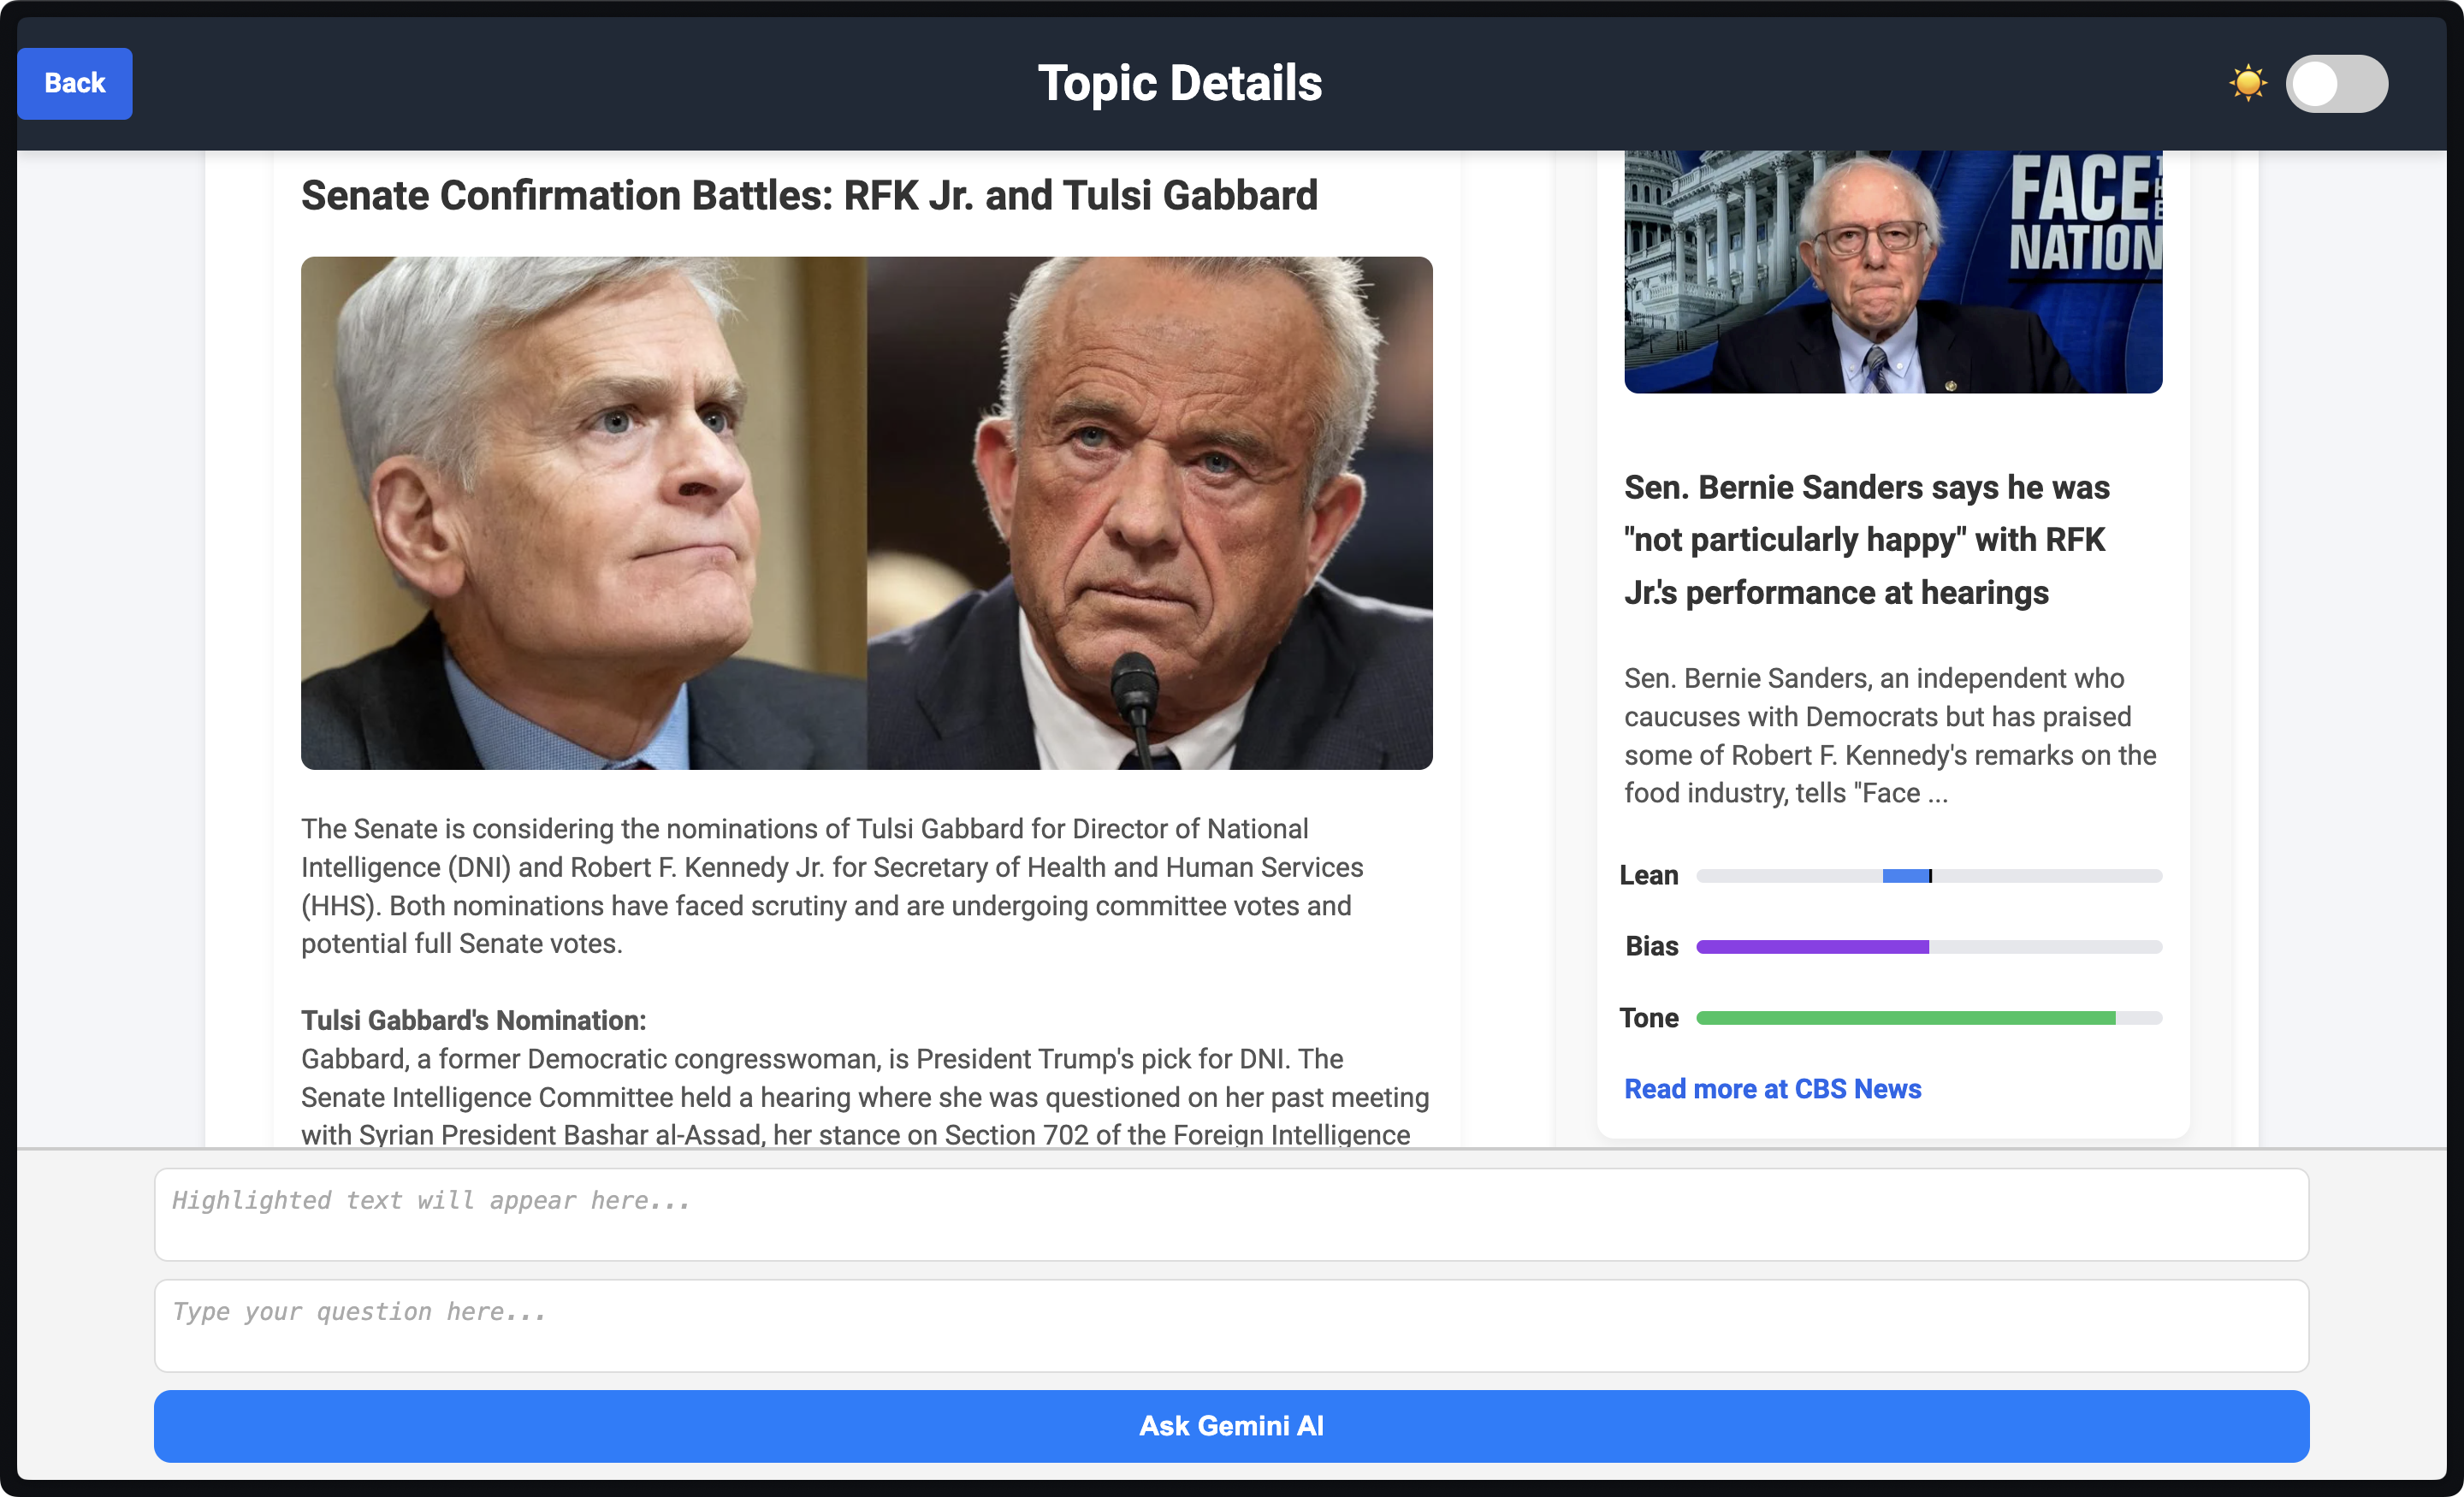 Back
Topic Details
Senate Confirmation Battles: RFK Jr. and Tulsi Gabbard
The Senate is considering the nominations of Tulsi Gabbard for Director of National
Intelligence (DNI) and Robert F. Kennedy Jr. for Secretary of Health and Human Services
(HHS). Both nominations have faced scrutiny and are undergoing committee votes and
potential full Senate votes.
Tulsi Gabbard's Nomination:
Gabbard, a former Democratic congresswoman, is President Trump's pick for DNI. The
Senate Intelligence Committee held a hearing where she was questioned on her past meeting
with Syrian President Bashar al-Assad, her stance on Section 702 of the Foreign Intelligence
FACE
NATION
Sen. Bernie Sanders says he was
"not particularly happy" with RFK
Jr.'s performance at hearings
Sen. Bernie Sanders, an independent who
caucuses with Democrats but has praised
some of Robert F. Kennedy's remarks on the
food industry, tells "Face ...
Lean
Bias
Tone
Read more at CBS News
Highlighted text will appear here...
Type your question here...
Ask Gemini AI